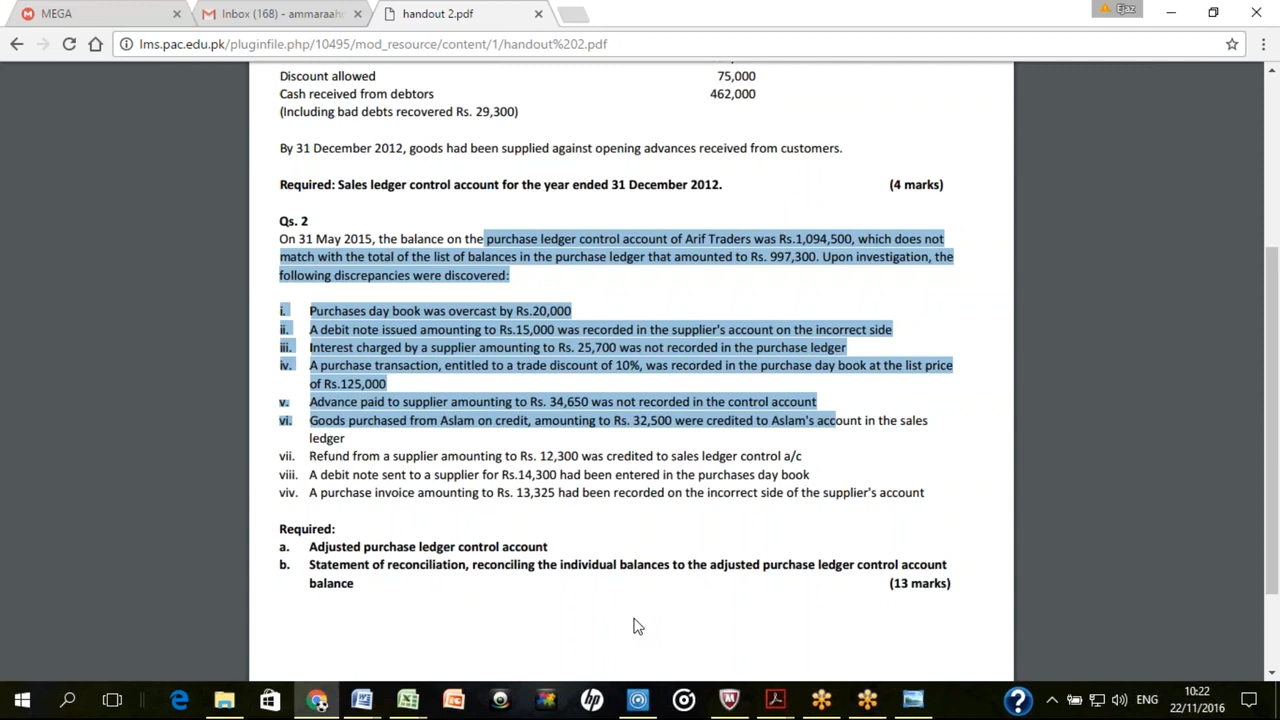 MEGA
Inbox (168) - ammaraah
handout 2.pdf
Ejaz
lms.pac.edu.pk/pluginfile.php/10495/mod_resource/content/1/handout%202.pdf
Discount allowed 75,000
Cash received from debtors 462,000
(Including bad debts recovered Rs. 29,300)
By 31 December 2012, goods had been supplied against opening advances received from customers.
Required: Sales ledger control account for the year ended 31 December 2012. (4 marks)
Qs. 2
On 31 May 2015, the balance on the purchase ledger control account of Arif Traders was Rs.1,094,500, which does not
match with the total of the list of balances in the purchase ledger that amounted to Rs. 997,300. Upon investigation, the
following discrepancies were discovered:
i. Purchases day book was overcast by Rs.20,000
ii. A debit note issued amounting to Rs.15,000 was recorded in the supplier's account on the incorrect side
iii. Interest charged by a supplier amounting to Rs. 25,700 was not recorded in the purchase ledger
iv. A purchase transaction, entitled to a trade discount of 10%, was recorded in the purchase day book at the list price
of Rs.125,000
v. Advance paid to supplier amounting to Rs. 34,650 was not recorded in the control account
vi. Goods purchased from Aslam on credit, amounting to Rs. 32,500 were credited to Aslam's account in the sales
ledger
vii. Refund from a supplier amounting to Rs. 12,300 was credited to sales ledger control a/c
viii. A debit note sent to a supplier for Rs.14,300 had been entered in the purchases day book
viv. A purchase invoice amounting to Rs. 13,325 had been recorded on the incorrect side of the supplier's account
Required:
a. Adjusted purchase ledger control account
b. Statement of reconciliation, reconciling the individual balances to the adjusted purchase ledger control account
balance (13 marks)
ENG
10:22
22/11/2016